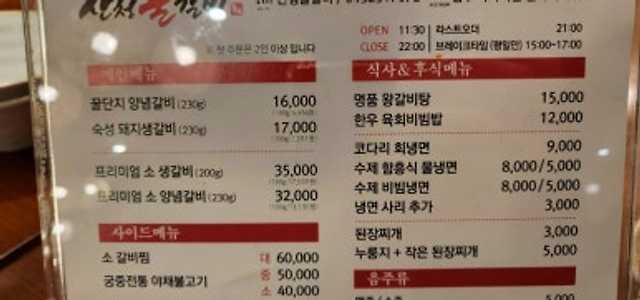 산청
OPEN 11:30
라스트오더 21:00
CLOSE 22:00
브레이크타임 (평일만) 15:00~17:00
※ 첫 주문은 2인 이상 입니다
메인메뉴
꿀단지 양념갈비 (230g) 16,000
숙성 돼지생갈비 (230g) 17,000
프리미엄 소 생갈비 (200g) 35,000
프리미엄 소 양념갈비 (230g) 32,000
사이드메뉴
소 갈비찜 대 60,000
궁중전통 야채불고기 중 50,000
소 40,000
식사&후식메뉴
명품 왕갈비탕 15,000
한우 육회비빔밥 12,000
코다리 회냉면 9,000
수제 함흥식 물냉면 8,000 / 5,000
수제 비빔냉면 8,000 / 5,000
냉면 사리 추가 3,000
된장찌개 3,000
누룽지 + 작은 된장찌개 5,000
음주류
5,000